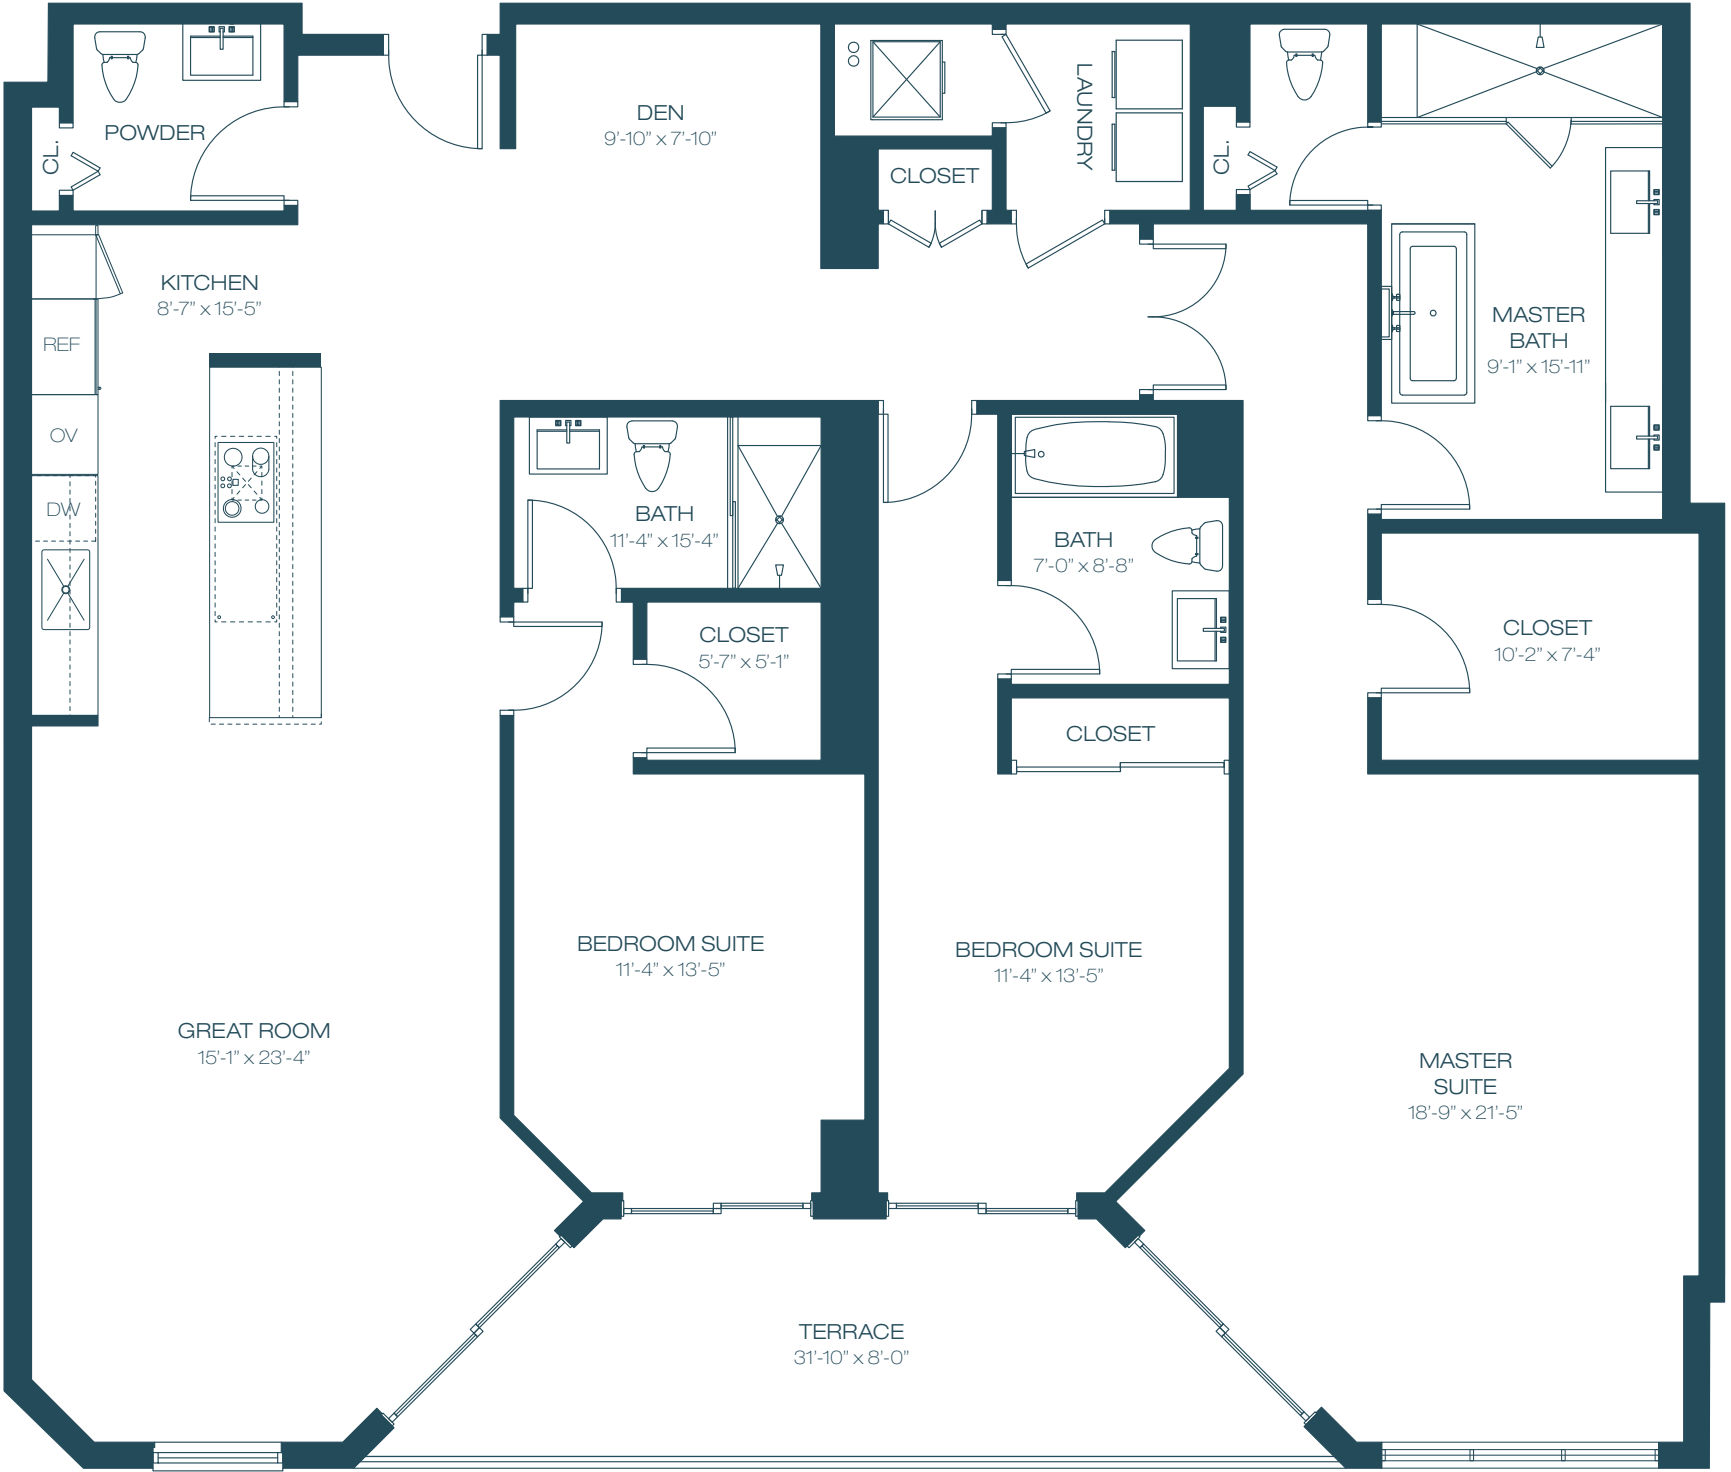 POWDER
CL.
DEN
9'-10" x 7'-10"
LAUNDRY
CLOSET
CL.
KITCHEN
8'-7" x 15'-5"
REF
OV
DW
MASTER
BATH
9'-1" x 15'-11"
BATH
11'-4" x 15'-4"
BATH
7'-0" x 8'-8"
CLOSET
5'-7" x 5'-1"
CLOSET
10'-2" x 7'-4"
CLOSET
BEDROOM SUITE
11'-4" x 13'-5"
BEDROOM SUITE
11'-4" x 13'-5"
GREAT ROOM
15'-1" x 23'-4"
MASTER
SUITE
18'-9" x 21'-5"
TERRACE
31'-10" x 8'-0"